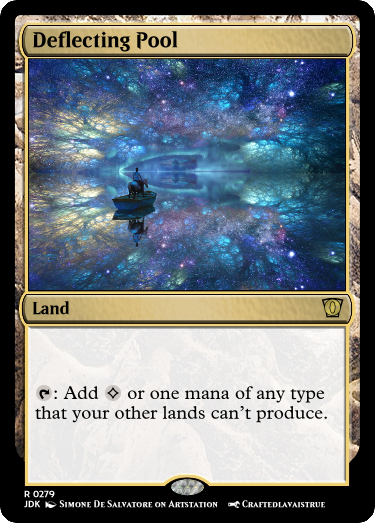 Deflecting Pool
Land
: Add or one mana of any type
that your other lands can't produce.
R 0279
JDK Simone De Salvatore on Artstation Craftedlavaistrue